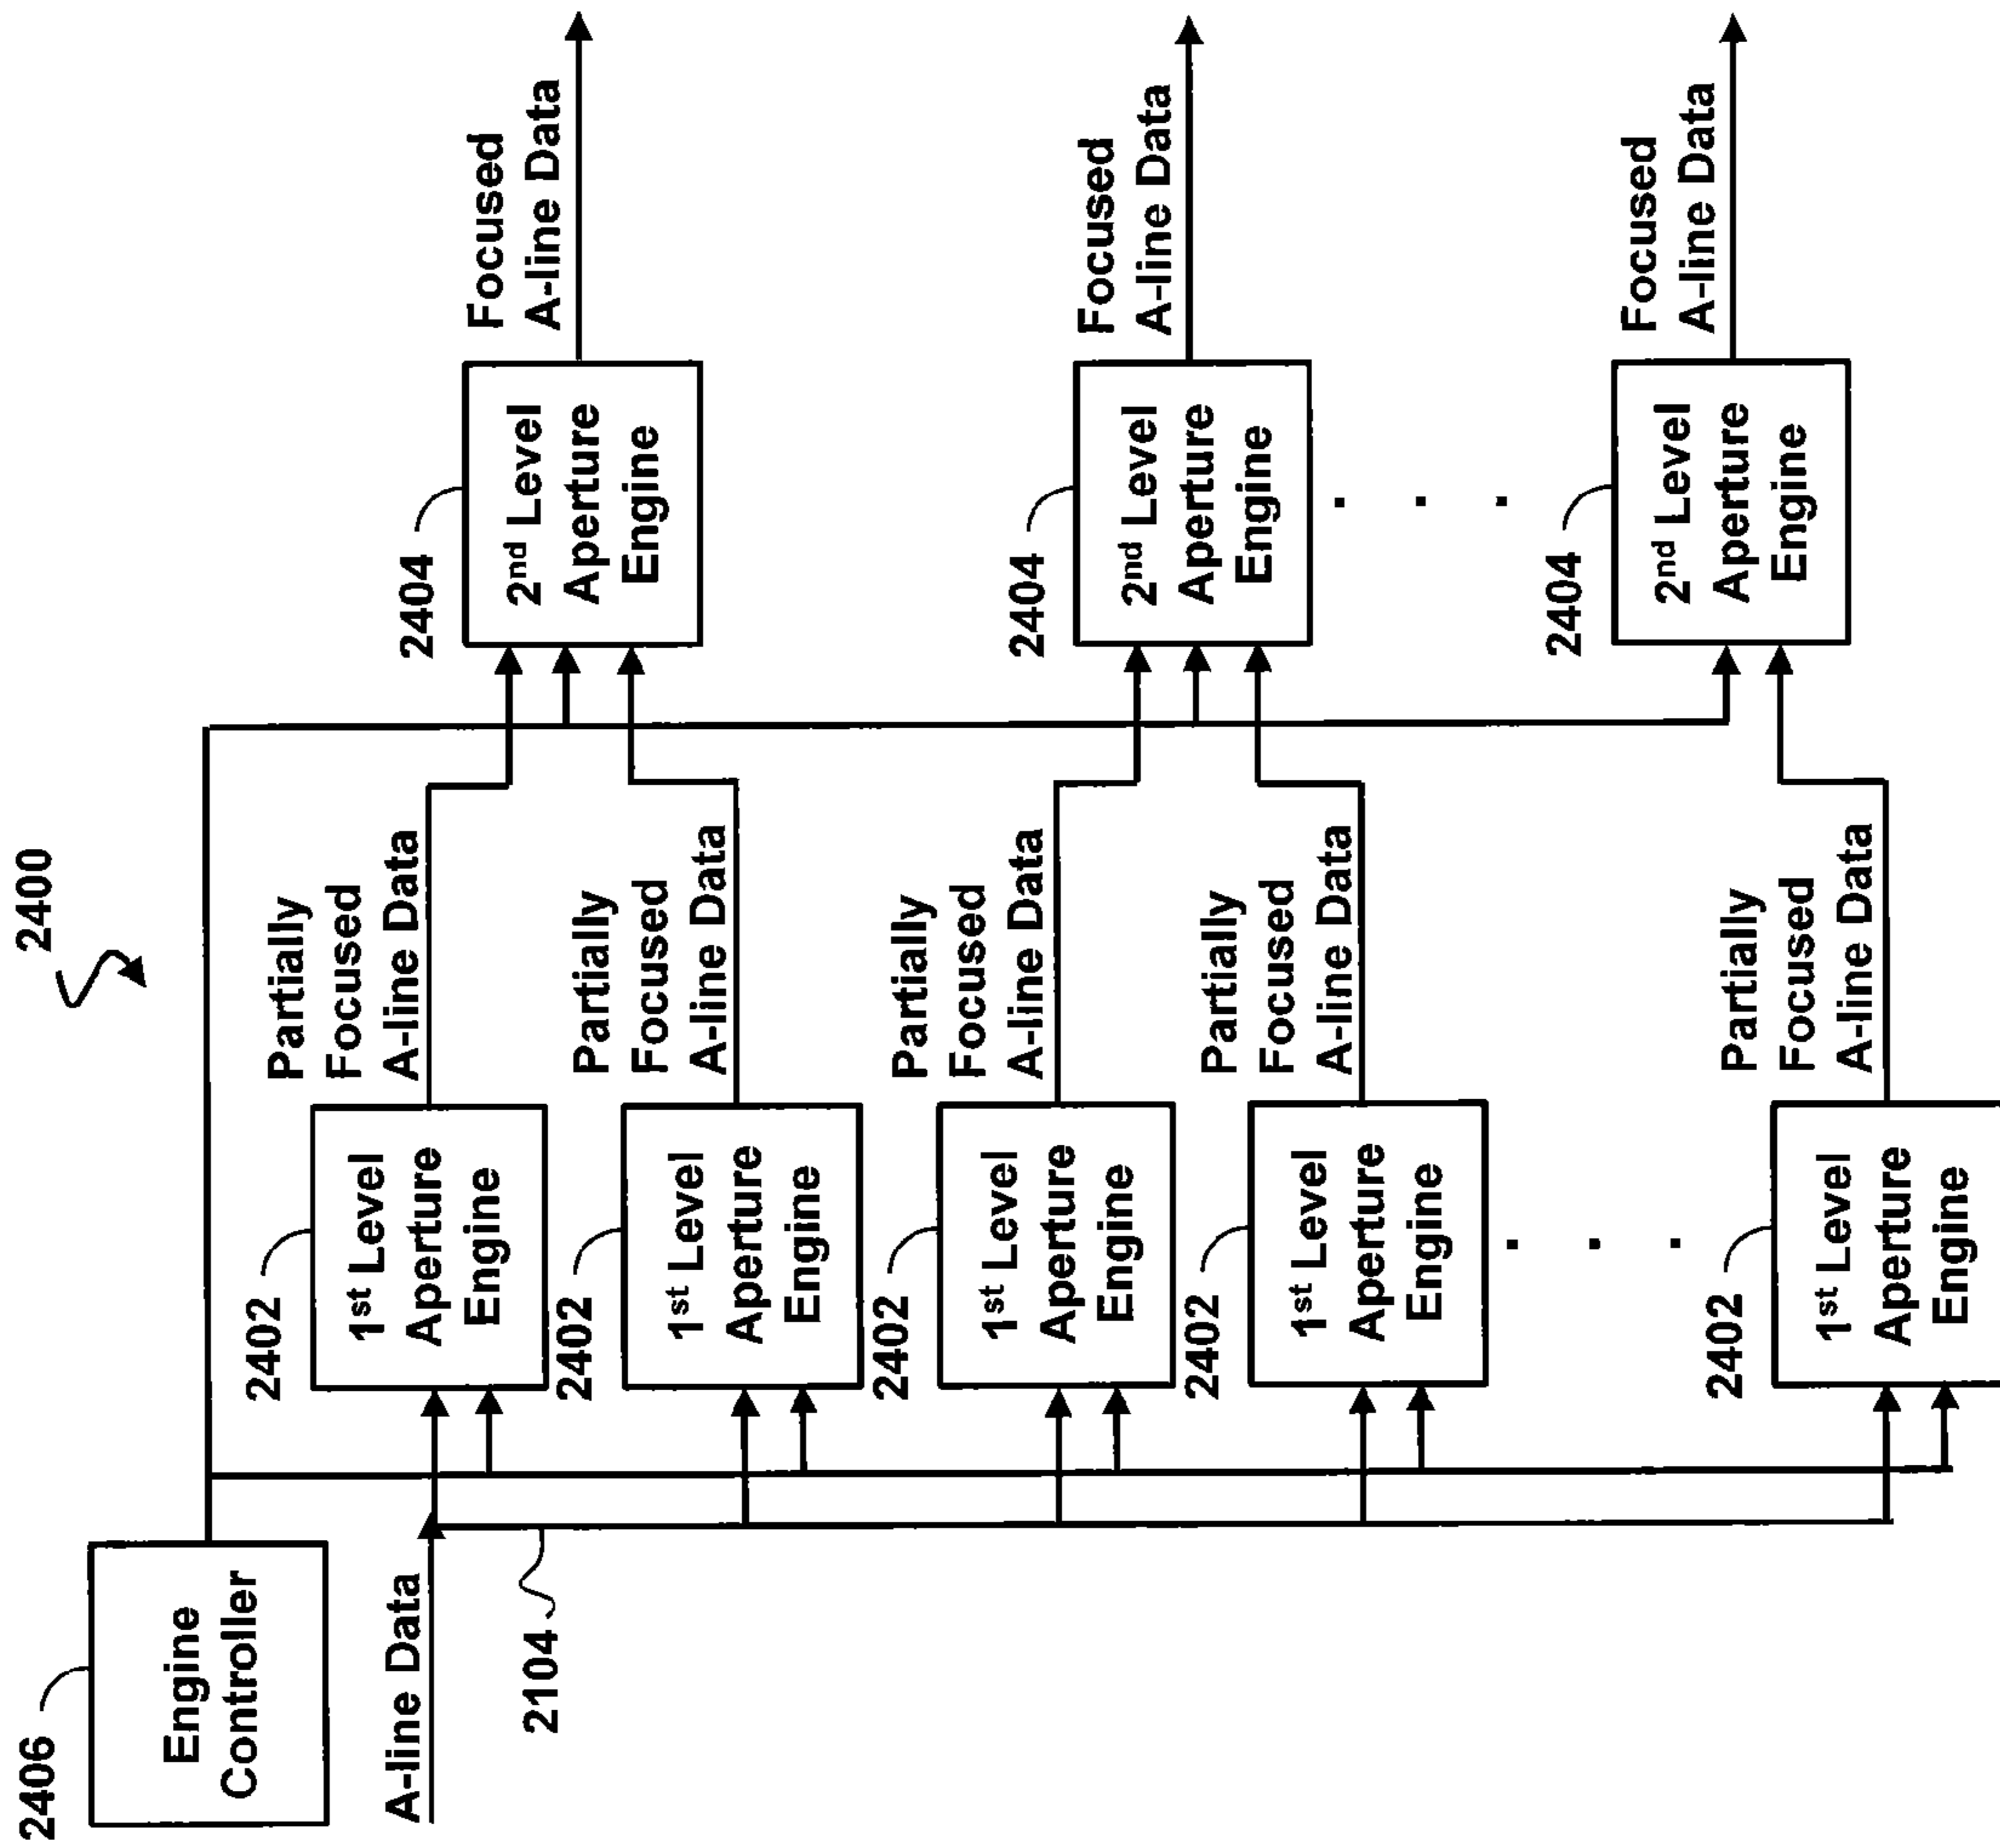 2400
2406
Engine
Controller
A-line Data
2104
2402
1st Level
Aperture
Engine
Partially
Focused
A-line Data
2402
1st Level
Aperture
Engine
Partially
Focused
A-line Data
2402
1st Level
Aperture
Engine
Partially
Focused
A-line Data
2402
1st Level
Aperture
Engine
Partially
Focused
A-line Data
. . .
2402
1st Level
Aperture
Engine
Partially
Focused
A-line Data
2404
2nd Level
Aperture
Engine
Focused
A-line Data
2404
2nd Level
Aperture
Engine
Focused
A-line Data
. . .
2404
2nd Level
Aperture
Engine
Focused
A-line Data